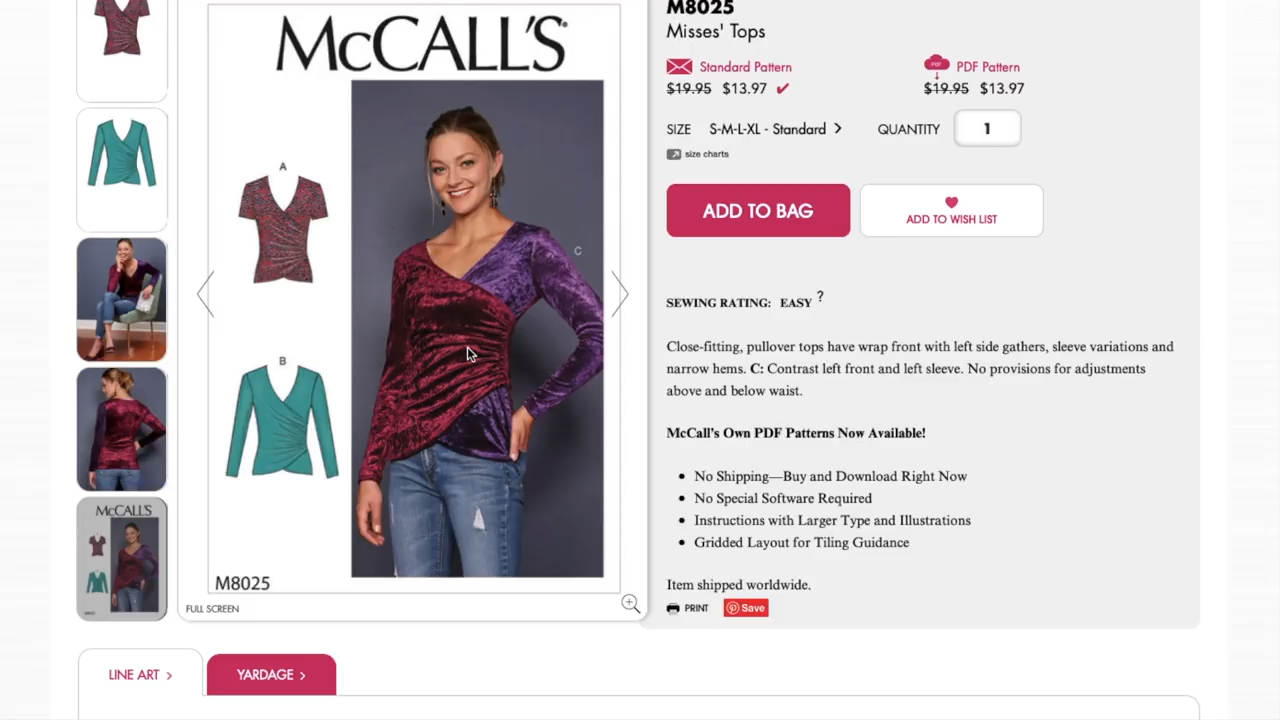 M8025
Misses' Tops
McCALL'S®
A
B
C
M8025
FULL SCREEN
McCALL'S
Standard Pattern
PDF
PDF Pattern
$19.95 $13.97 ✔
$19.95 $13.97
SIZE S-M-L-XL - Standard >
QUANTITY 1
size charts
ADD TO BAG
ADD TO WISH LIST
SEWING RATING: EASY ?
Close-fitting, pullover tops have wrap front with left side gathers, sleeve variations and
narrow hems. C: Contrast left front and left sleeve. No provisions for adjustments
above and below waist.
McCall's Own PDF Patterns Now Available!
• No Shipping—Buy and Download Right Now
• No Special Software Required
• Instructions with Larger Type and Illustrations
• Gridded Layout for Tiling Guidance
Item shipped worldwide.
PRINT
Save
LINE ART >
YARDAGE >